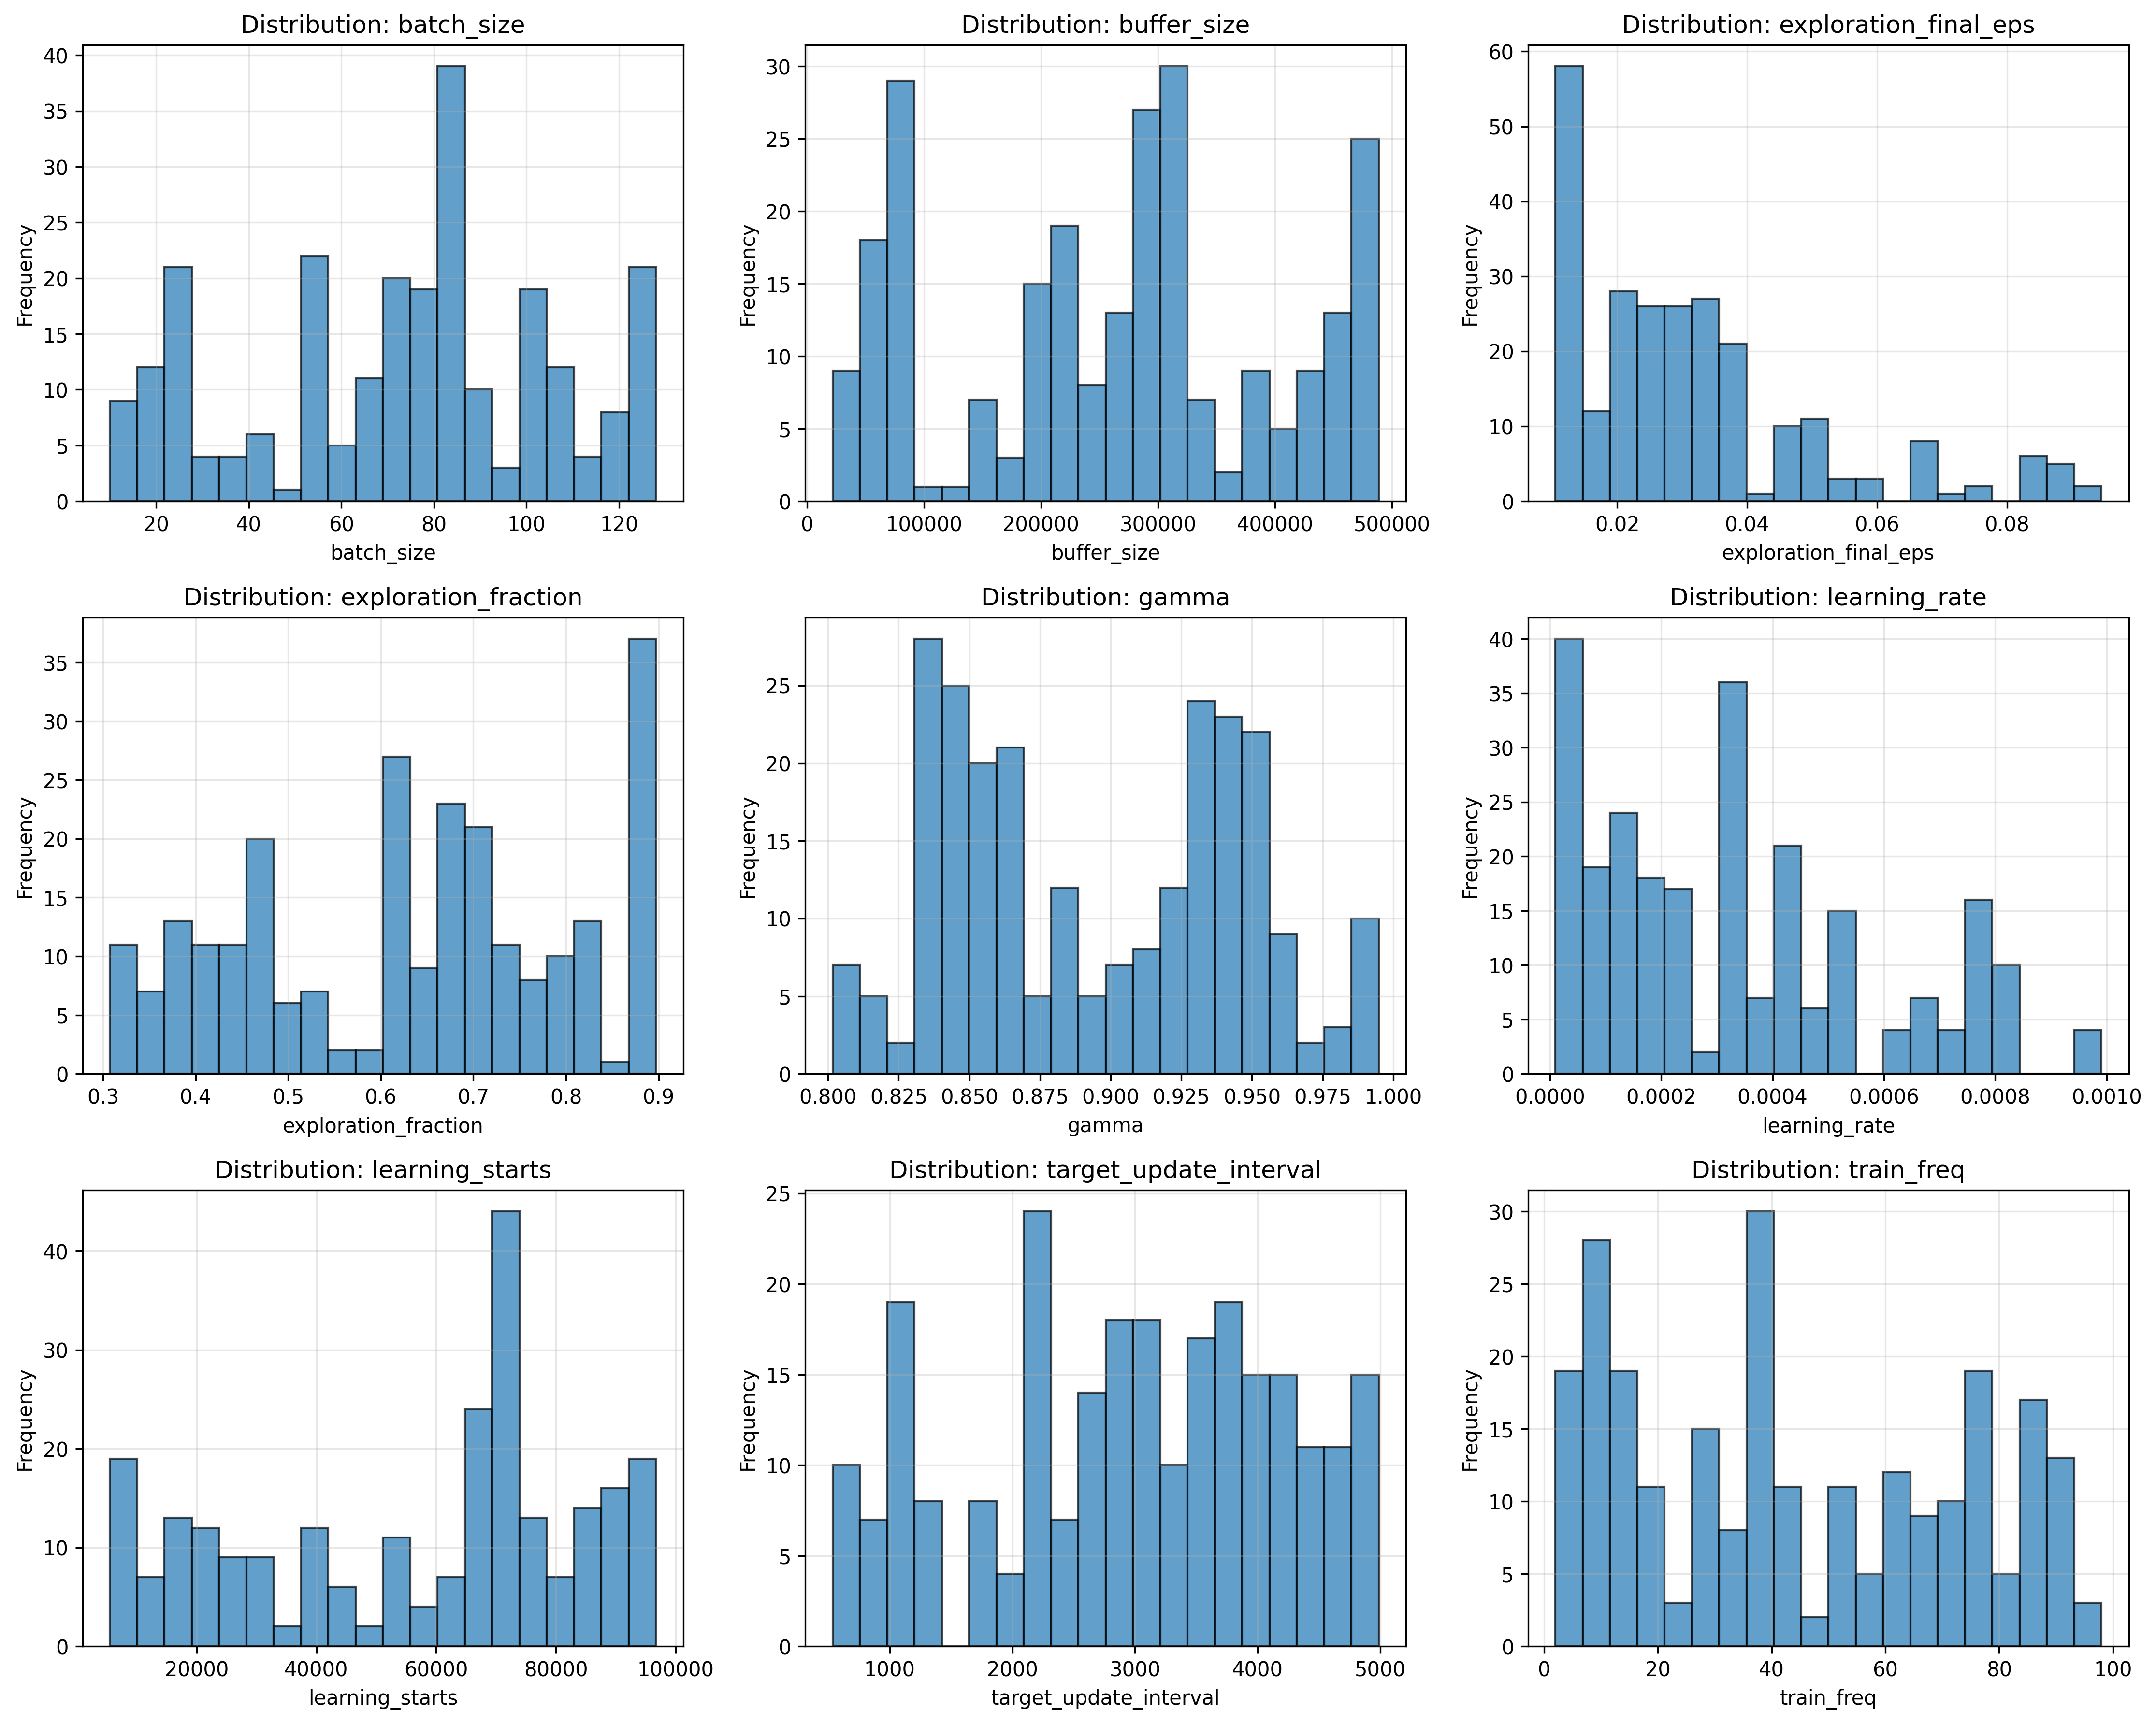 Distribution: batch_size
40
35
30
25
20
15
10
5
0
Frequency
20 40 60 80 100 120
batch_size
Distribution: buffer_size
30
25
20
15
10
5
0
Frequency
0 100000 200000 300000 400000 500000
buffer_size
Distribution: exploration_final_eps
60
50
40
30
20
10
0
Frequency
0.02 0.04 0.06 0.08
exploration_final_eps
Distribution: exploration_fraction
35
30
25
20
15
10
5
0
Frequency
0.3 0.4 0.5 0.6 0.7 0.8 0.9
exploration_fraction
Distribution: gamma
25
20
15
10
5
0
Frequency
0.800 0.825 0.850 0.875 0.900 0.925 0.950 0.975 1.000
gamma
Distribution: learning_rate
40
35
30
25
20
15
10
5
0
Frequency
0.0000 0.0002 0.0004 0.0006 0.0008 0.0010
learning_rate
Distribution: learning_starts
40
30
20
10
0
Frequency
20000 40000 60000 80000 100000
learning_starts
Distribution: target_update_interval
25
20
15
10
5
0
Frequency
1000 2000 3000 4000 5000
target_update_interval
Distribution: train_freq
30
25
20
15
10
5
0
Frequency
0 20 40 60 80 100
train_freq